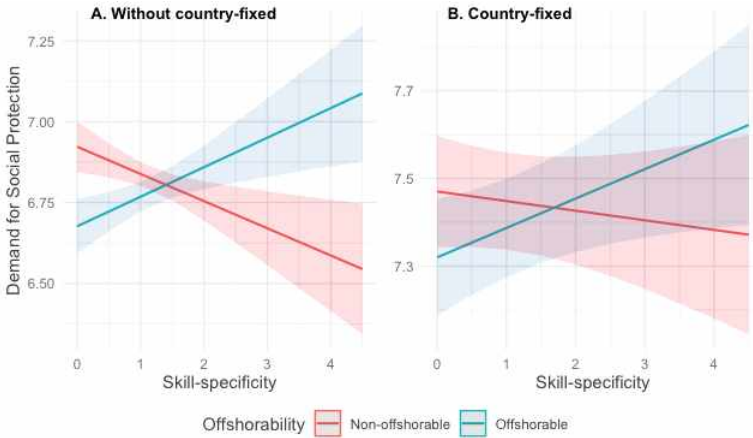 A. Without country-fixed
B. Country-fixed
Demand for Social Protection
7.25
7.00
6.75
6.50
7.7
7.5
7.3
0 1 2 3 4
0 1 2 3 4
Skill-specificity
Skill-specificity
Offshorability Non-offshorable Offshorable